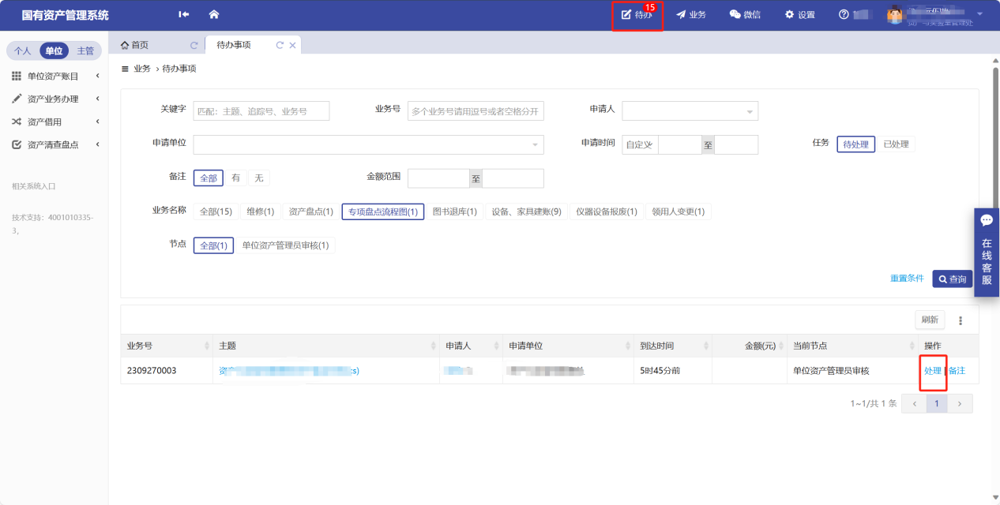 国有资产管理系统 待办 15 业务 微信 设置
个人 单位 主管 首页 待办事项
业务 > 待办事项
单位资产账目
资产业务办理
资产借用
资产清查盘点
相关系统入口
技术支持：4001010335-
3，
关键字 匹配：主题、追踪号、业务号 业务号 多个业务号请用逗号或者空格分开 申请人
申请单位 申请时间 自定义 至 任务 待处理 已处理
备注 全部 有 无 金额范围 至
业务名称 全部(15) 维修(1) 资产盘点(1) 专项盘点流程图(1) 图书退库(1) 设备、家具建账(9) 仪器设备报废(1) 领用人变更(1)
节点 全部(1) 单位资产管理员审核(1)
重置条件 查询
在线客服
刷新
业务号 主题 申请人 申请单位 到达时间 金额(元) 当前节点 操作
2309270003 5时45分前 单位资产管理员审核 处理 | 备注
1~1/共 1 条 ‹ 1 ›